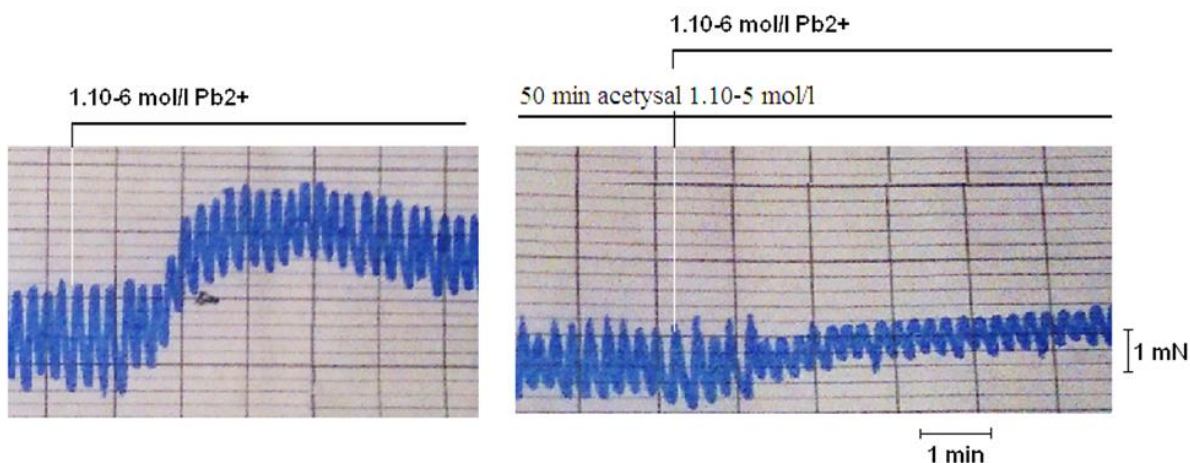 1.10-6 mol/l Pb2+
1.10-6 mol/l Pb2+
50 min acetysal 1.10-5 mol/l
1 mN
1 min